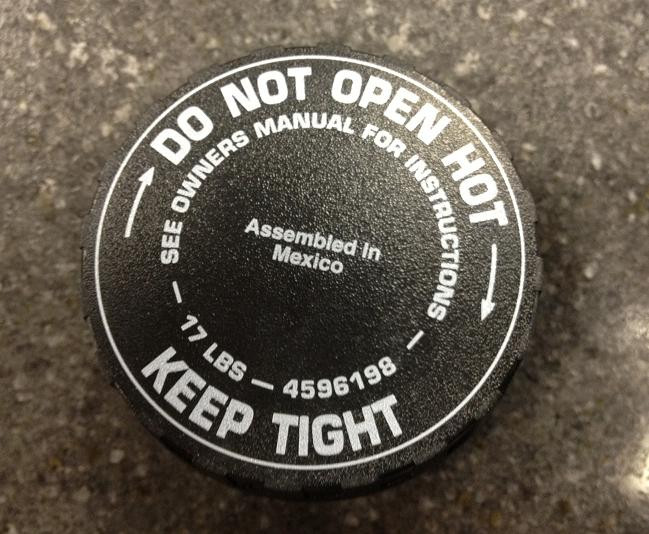 DO NOT OPEN HOT
SEE OWNERS MANUAL FOR INSTRUCTIONS
Assembled In
Mexico
— 17 LBS — 4596198 —
KEEP TIGHT